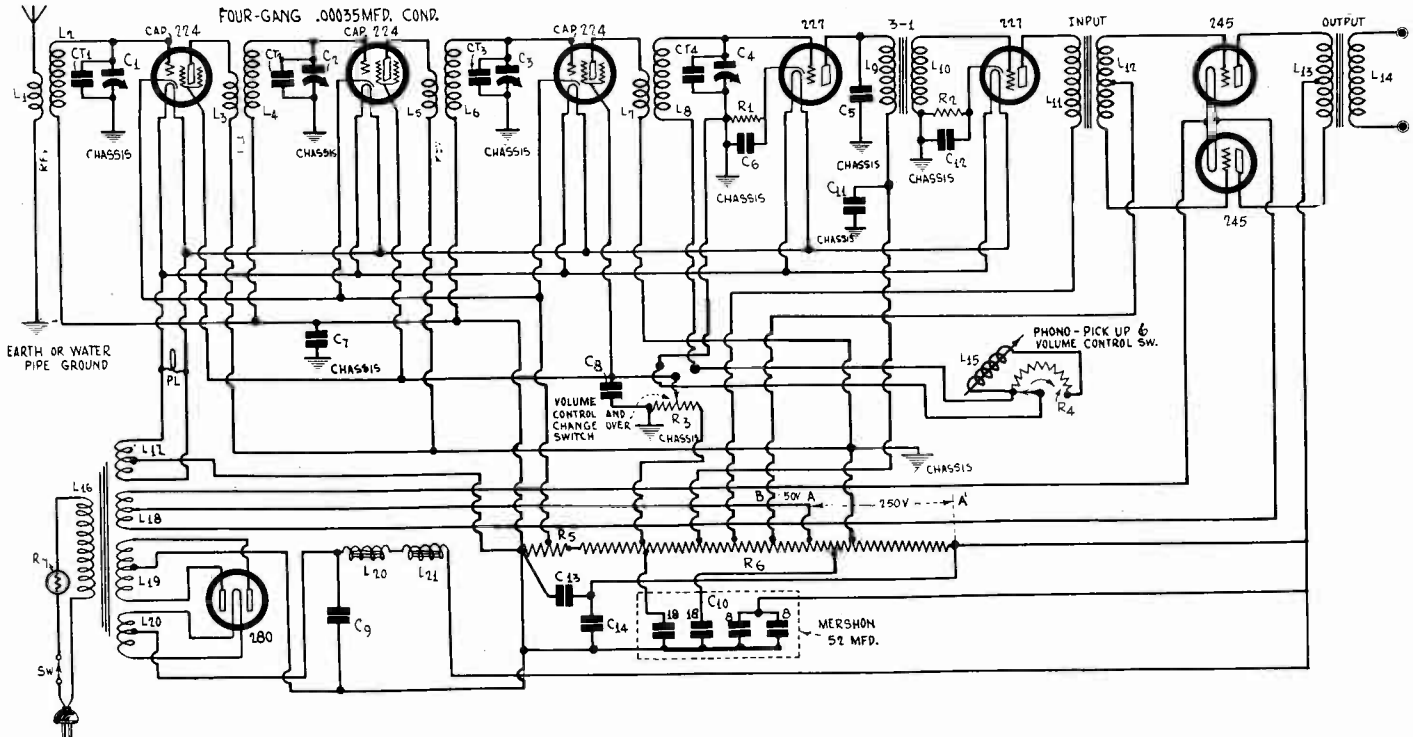 FOUR-GANG .00035MFD. COND.
CAP. 224
CAP. 224
CAP. 224
227
3-1
227
INPUT
245
OUTPUT
L2
CT1
C1
L1
L3
L4
C2
L5
L6
CT3
C3
L7
L8
CT4
C4
R1
C6
C5
L9
L10
R2
C12
L11
L12
L13
L14
CHASSIS
CHASSIS
CHASSIS
CHASSIS
CHASSIS
CHASSIS
C11
CHASSIS
245
EARTH OR WATER
PIPE GROUND
C7
CHASSIS
PL
C8
VOLUME
CONTROL AND
CHANGE OVER
SWITCH
R3
CHASSIS
PHONO-PICK UP &
VOLUME CONTROL SW.
L15
R4
CHASSIS
L17
L16
L18
B 50V A
250V
A'
R5
R6
R7
L19
L20
280
L20
L21
C9
C13
C14
C10
18
18
8
8
MERSHON
52 MFD.
SW